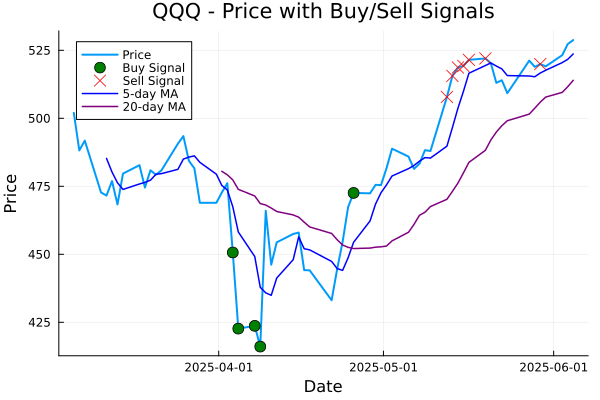 QQQ - Price with Buy/Sell Signals
Price
Buy Signal
Sell Signal
5-day MA
20-day MA
525
500
475
450
425
Price
2025-04-01
2025-05-01
2025-06-01
Date